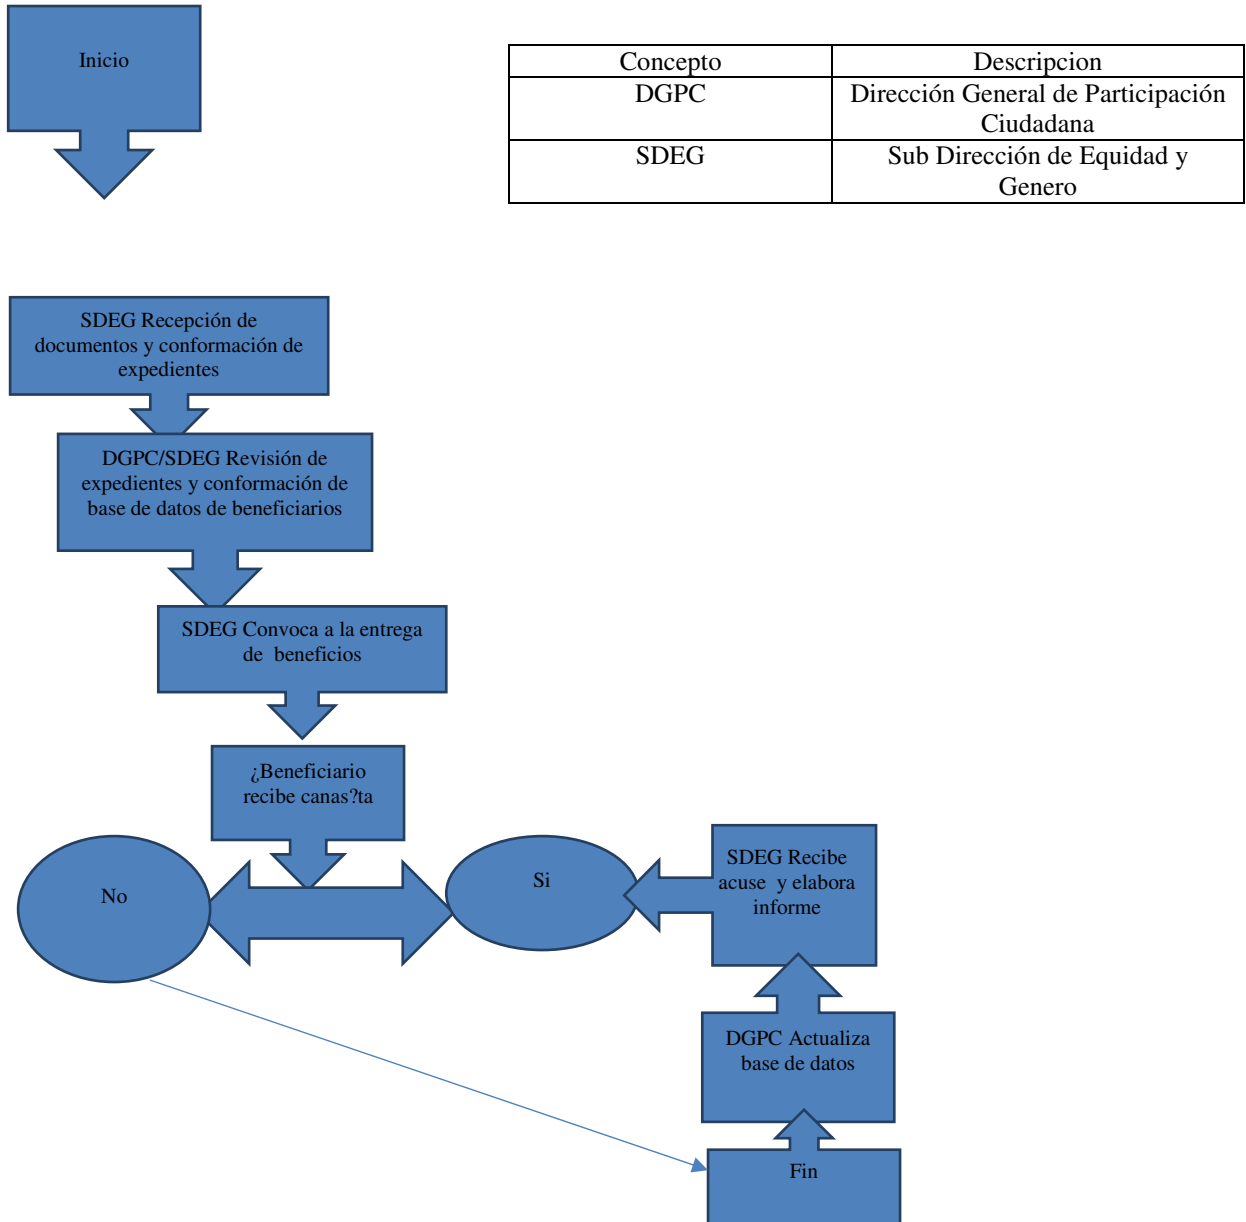 Inicio
Concepto Descripcion
DGPC Dirección General de Participación
Ciudadana
SDEG Sub Dirección de Equidad y
Genero
SDEG Recepción de
documentos y conformación de
expedientes
DGPC/SDEG Revisión de
expedientes y conformación de
base de datos de beneficiarios
SDEG Convoca a la entrega
de beneficios
¿Beneficiario
recibe canas?ta
No
Si
SDEG Recibe
acuse y elabora
informe
DGPC Actualiza
base de datos
Fin